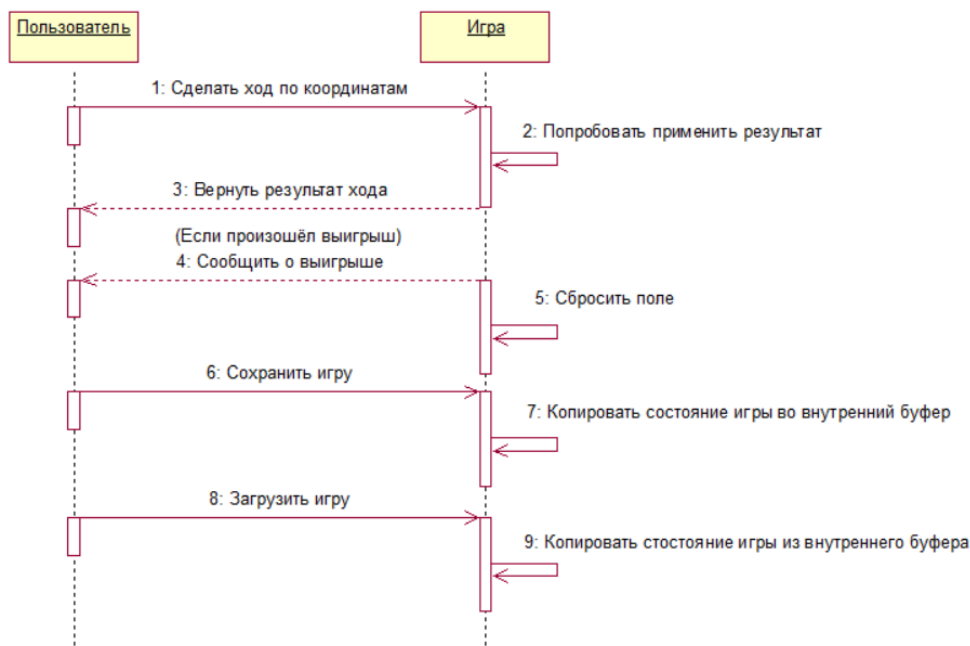 Пользователь
Игра
1: Сделать ход по координатам
2: Попробовать применить результат
3: Вернуть результат хода
(Если произошёл выигрыш)
4: Сообщить о выигрыше
5: Сбросить поле
6: Сохранить игру
7: Копировать состояние игры во внутренний буфер
8: Загрузить игру
9: Копировать стостояние игры из внутреннего буфера